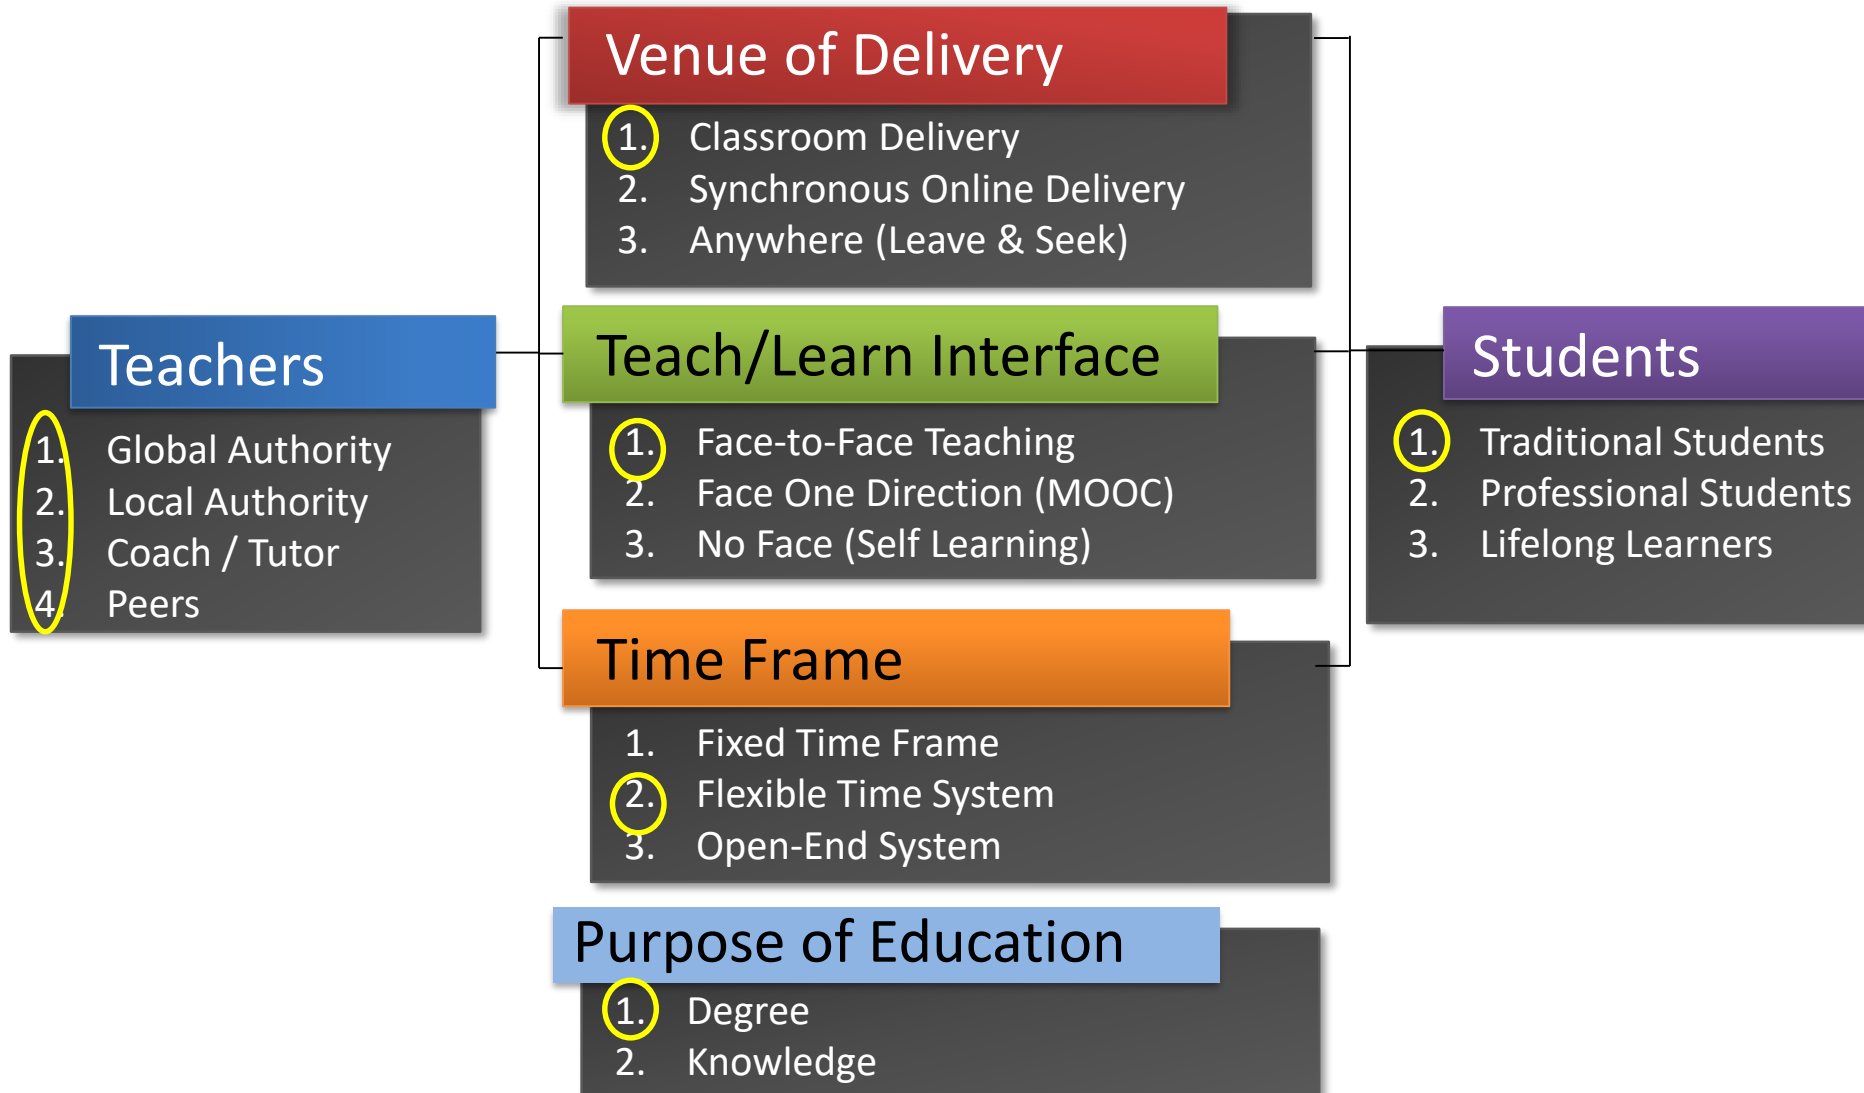 Venue of Delivery
1. Classroom Delivery
2. Synchronous Online Delivery
3. Anywhere (Leave & Seek)
Teachers
1. Global Authority
2. Local Authority
3. Coach / Tutor
4. Peers
Teach/Learn Interface
1. Face-to-Face Teaching
2. Face One Direction (MOOC)
3. No Face (Self Learning)
Students
1. Traditional Students
2. Professional Students
3. Lifelong Learners
Time Frame
1. Fixed Time Frame
2. Flexible Time System
3. Open-End System
Purpose of Education
1. Degree
2. Knowledge